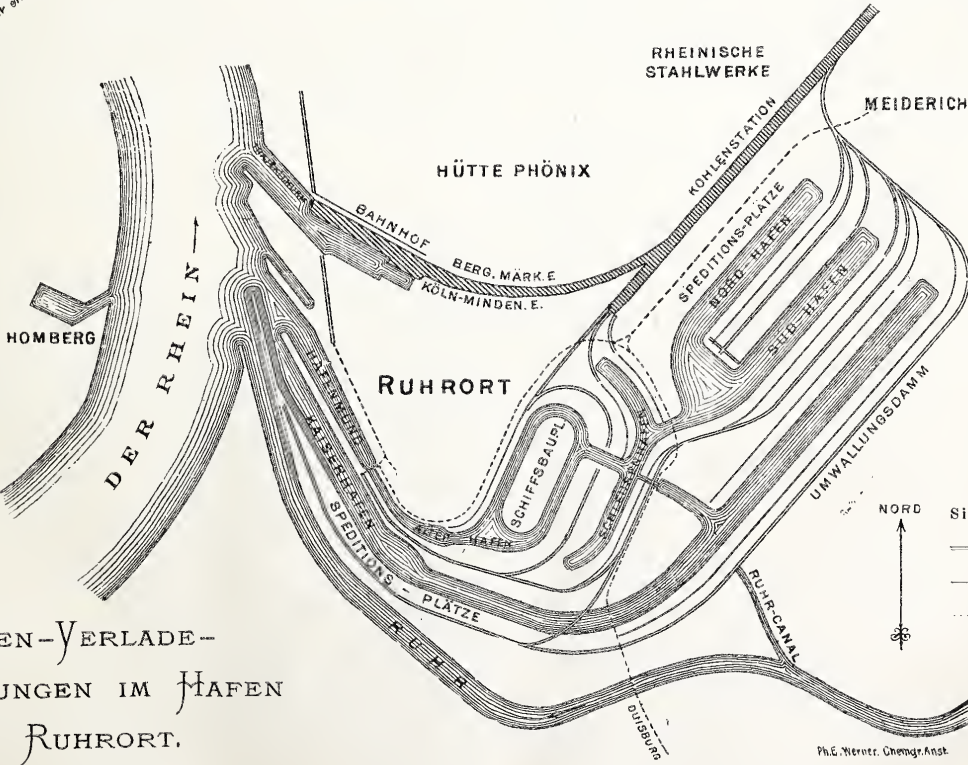 RHEINISCHE
STAHLWERKE
MEIDERICH
KOHLENSTATION
HÜTTE PHÖNIX
SPEDITIONS-PLÄTZE
NORD-HAFEN
BAHNHOF
BERG. MÄRK.E
KÖLN-MINDEN.E.
SÜD HAFEN
HOMBERG
DER RHEIN
RUHRORT
HAFENMUND
KAISERHAFEN
SCHIFFSBAUPL
SCHLEUSENHAFEN
UMWALLUNGSDAMM
ALTER-HAFEN
SPEDITIONS-PLÄTZE
NORD
Si
RUHR-CANAL
RUHR
DUISBURG
EN-VERLADE-
UNGEN IM HAFEN
RUHRORT.
Ph.E.Werner. Chemgr.Anst.